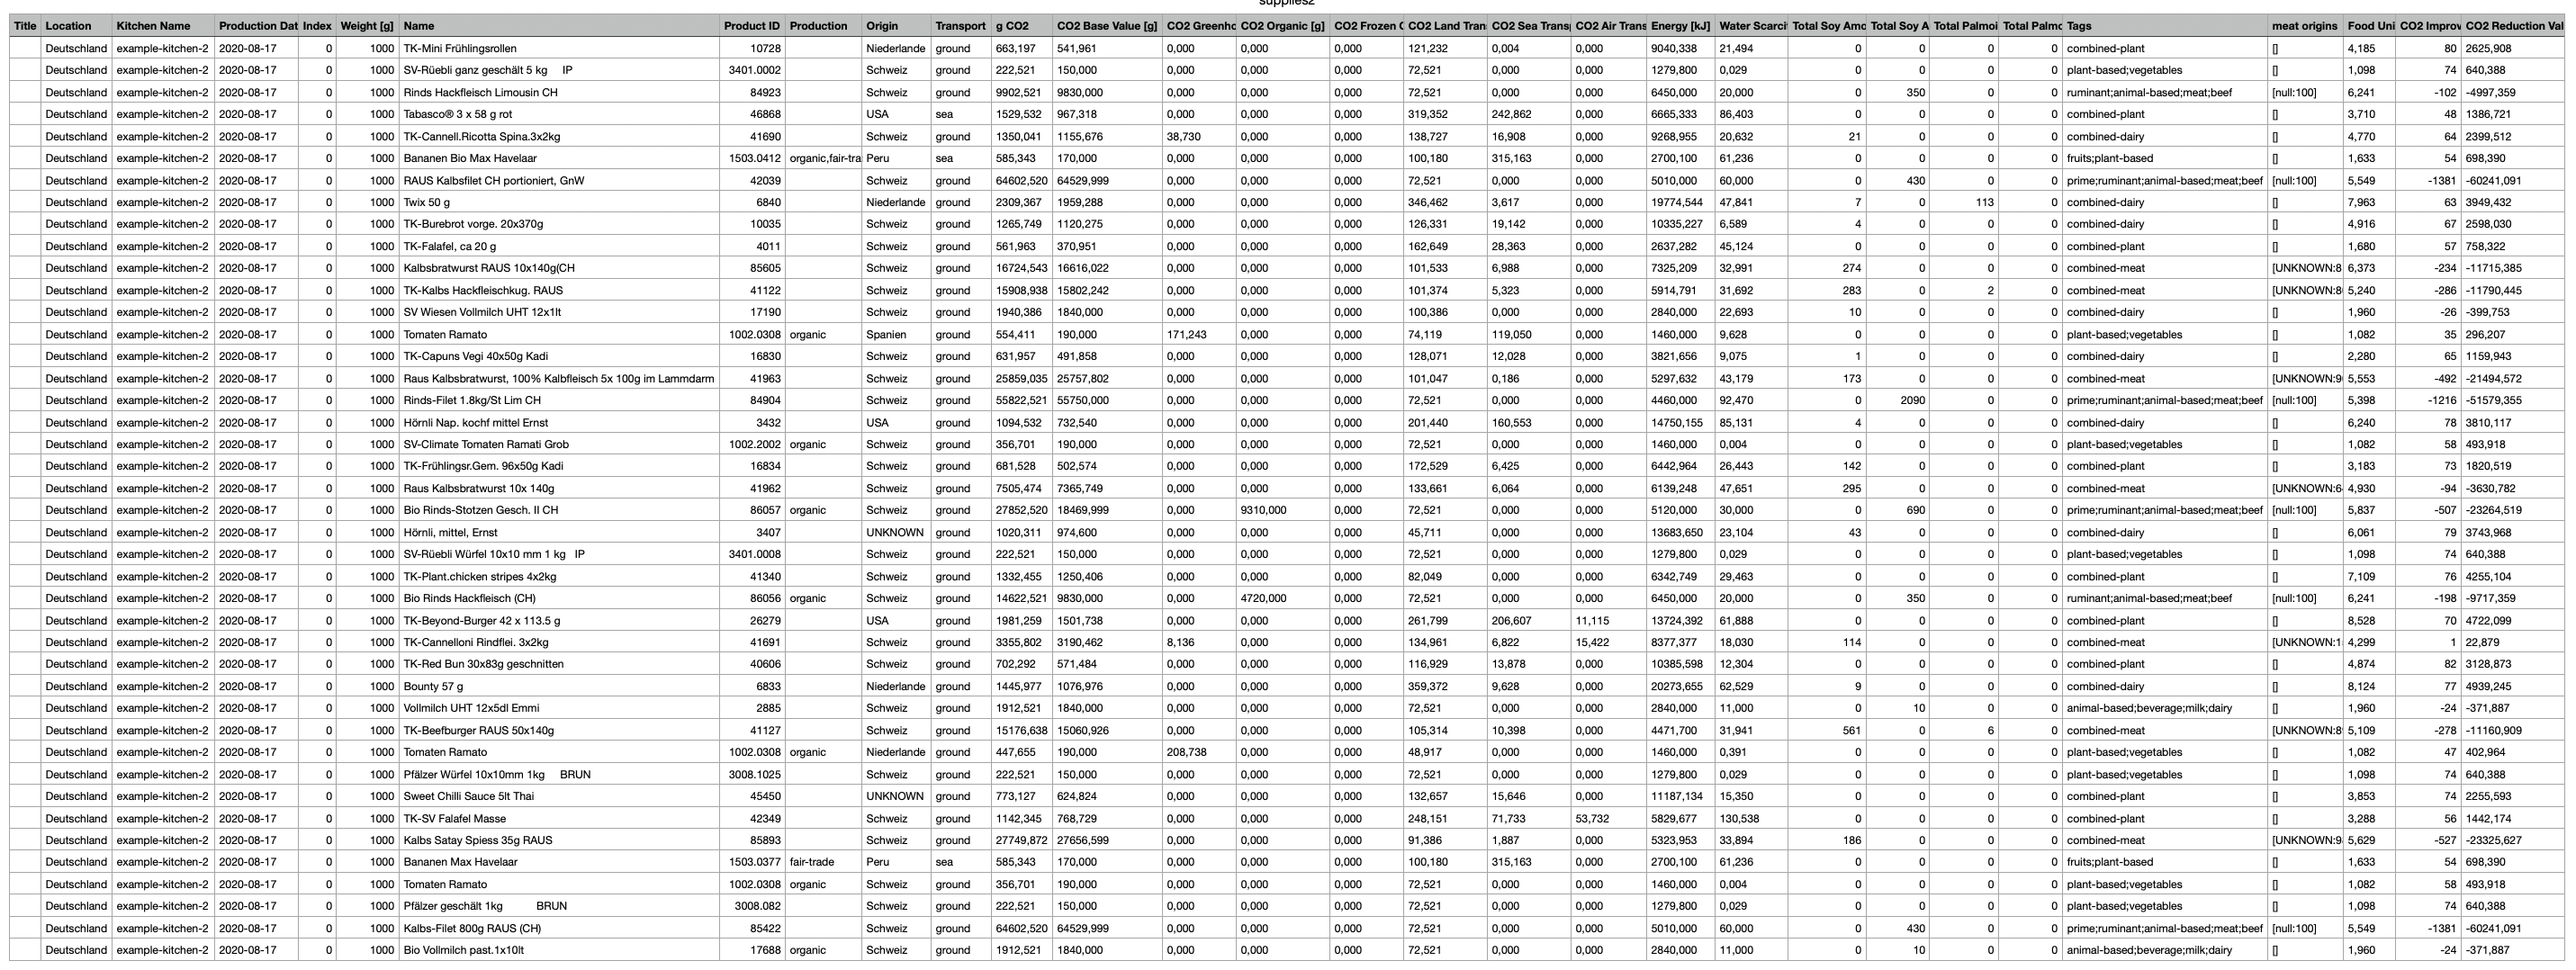 supplies2
Title Location Kitchen Name Production Dat Index Weight [g] Name Product ID Production Origin Transport g CO2 CO2 Base Value [g] CO2 Greenho CO2 Organic [g] CO2 Frozen C CO2 Land Tran CO2 Sea Trans CO2 Air Trans Energy [kJ] Water Scarci Total Soy Amo Total Soy A Total Palmoi Total Palmo Tags meat origins Food Uni CO2 Improv CO2 Reduction Val
Deutschland example-kitchen-2 2020-08-17 0 1000 TK-Mini Frühlingsrollen 10728 Niederlande ground 663,197 541,961 0,000 0,000 0,000 121,232 0,004 0,000 9040,338 21,494 0 0 0 0 combined-plant [] 4,185 80 2625,908
Deutschland example-kitchen-2 2020-08-17 0 1000 SV-Rüebli ganz geschält 5 kg IP 3401.0002 Schweiz ground 222,521 150,000 0,000 0,000 0,000 72,521 0,000 0,000 1279,800 0,029 0 0 0 0 plant-based;vegetables [] 1,098 74 640,388
Deutschland example-kitchen-2 2020-08-17 0 1000 Rinds Hackfleisch Limousin CH 84923 Schweiz ground 9902,521 9830,000 0,000 0,000 0,000 72,521 0,000 0,000 6450,000 20,000 0 350 0 0 ruminant;animal-based;meat;beef [null:100] 6,241 -102 -4997,359
Deutschland example-kitchen-2 2020-08-17 0 1000 Tabasco® 3 x 58 g rot 46868 USA sea 1529,532 967,318 0,000 0,000 0,000 319,352 242,862 0,000 6665,333 86,403 0 0 0 0 combined-plant [] 3,710 48 1386,721
Deutschland example-kitchen-2 2020-08-17 0 1000 TK-Cannell.Ricotta Spina.3x2kg 41690 Schweiz ground 1350,041 1155,676 38,730 0,000 0,000 138,727 16,908 0,000 9268,955 20,632 21 0 0 0 combined-dairy [] 4,770 64 2399,512
Deutschland example-kitchen-2 2020-08-17 0 1000 Bananen Bio Max Havelaar 1503.0412 organic,fair-tra Peru sea 585,343 170,000 0,000 0,000 0,000 100,180 315,163 0,000 2700,100 61,236 0 0 0 0 fruits;plant-based [] 1,633 54 698,390
Deutschland example-kitchen-2 2020-08-17 0 1000 RAUS Kalbsfilet CH portioniert, GnW 42039 Schweiz ground 64602,520 64529,999 0,000 0,000 0,000 72,521 0,000 0,000 5010,000 60,000 0 430 0 0 prime;ruminant;animal-based;meat;beef [null:100] 5,549 -1381 -60241,091
Deutschland example-kitchen-2 2020-08-17 0 1000 Twix 50 g 6840 Niederlande ground 2309,367 1959,288 0,000 0,000 0,000 346,462 3,617 0,000 19774,544 47,841 7 0 113 0 combined-dairy [] 7,963 63 3949,432
Deutschland example-kitchen-2 2020-08-17 0 1000 TK-Burebrot vorge. 20x370g 10035 Schweiz ground 1265,749 1120,275 0,000 0,000 0,000 126,331 19,142 0,000 10335,227 6,589 4 0 0 0 combined-dairy [] 4,916 67 2598,030
Deutschland example-kitchen-2 2020-08-17 0 1000 TK-Falafel, ca 20 g 4011 Schweiz ground 561,963 370,951 0,000 0,000 0,000 162,649 28,363 0,000 2637,282 45,124 0 0 0 0 combined-plant [] 1,680 57 758,322
Deutschland example-kitchen-2 2020-08-17 0 1000 Kalbsbratwurst RAUS 10x140g(CH 85605 Schweiz ground 16724,543 16616,022 0,000 0,000 0,000 101,533 6,988 0,000 7325,209 32,991 274 0 0 0 combined-meat [UNKNOWN:8 6,373 -234 -11715,385
Deutschland example-kitchen-2 2020-08-17 0 1000 TK-Kalbs Hackfleischkug. RAUS 41122 Schweiz ground 15908,938 15802,242 0,000 0,000 0,000 101,374 5,323 0,000 5914,791 31,692 283 0 2 0 combined-meat [UNKNOWN:8 5,240 -286 -11790,445
Deutschland example-kitchen-2 2020-08-17 0 1000 SV Wiesen Vollmilch UHT 12x1lt 17190 Schweiz ground 1940,386 1840,000 0,000 0,000 0,000 100,386 0,000 0,000 2840,000 22,693 10 0 0 0 combined-dairy [] 1,960 -26 -399,753
Deutschland example-kitchen-2 2020-08-17 0 1000 Tomaten Ramato 1002.0308 organic Spanien ground 554,411 190,000 171,243 0,000 0,000 74,119 119,050 0,000 1460,000 9,628 0 0 0 0 plant-based;vegetables [] 1,082 35 296,207
Deutschland example-kitchen-2 2020-08-17 0 1000 TK-Capuns Vegi 40x50g Kadi 16830 Schweiz ground 631,957 491,858 0,000 0,000 0,000 128,071 12,028 0,000 3821,656 9,075 1 0 0 0 combined-dairy [] 2,280 65 1159,943
Deutschland example-kitchen-2 2020-08-17 0 1000 Raus Kalbsbratwurst, 100% Kalbfleisch 5x 100g im Lammdarm 41963 Schweiz ground 25859,035 25757,802 0,000 0,000 0,000 101,047 0,186 0,000 5297,632 43,179 173 0 0 0 combined-meat [UNKNOWN:9 5,553 -492 -21494,572
Deutschland example-kitchen-2 2020-08-17 0 1000 Rinds-Filet 1.8kg/St Lim CH 84904 Schweiz ground 55822,521 55750,000 0,000 0,000 0,000 72,521 0,000 0,000 4460,000 92,470 0 2090 0 0 prime;ruminant;animal-based;meat;beef [null:100] 5,398 -1216 -51579,355
Deutschland example-kitchen-2 2020-08-17 0 1000 Hörnli Nap. kochf mittel Ernst 3432 USA ground 1094,532 732,540 0,000 0,000 0,000 201,440 160,553 0,000 14750,155 85,131 4 0 0 0 combined-dairy [] 6,240 78 3810,117
Deutschland example-kitchen-2 2020-08-17 0 1000 SV-Climate Tomaten Ramati Grob 1002.2002 organic Schweiz ground 356,701 190,000 0,000 0,000 0,000 72,521 0,000 0,000 1460,000 0,004 0 0 0 0 plant-based;vegetables [] 1,082 58 493,918
Deutschland example-kitchen-2 2020-08-17 0 1000 TK-Frühlingsr.Gem. 96x50g Kadi 16834 Schweiz ground 681,528 502,574 0,000 0,000 0,000 172,529 6,425 0,000 6442,964 26,443 142 0 0 0 combined-plant [] 3,183 73 1820,519
Deutschland example-kitchen-2 2020-08-17 0 1000 Raus Kalbsbratwurst 10x 140g 41962 Schweiz ground 7505,474 7365,749 0,000 0,000 0,000 133,661 6,064 0,000 6139,248 47,651 295 0 0 0 combined-meat [UNKNOWN:6 4,930 -94 -3630,782
Deutschland example-kitchen-2 2020-08-17 0 1000 Bio Rinds-Stotzen Gesch. II CH 86057 organic Schweiz ground 27852,520 18469,999 0,000 9310,000 0,000 72,521 0,000 0,000 5120,000 30,000 0 690 0 0 prime;ruminant;animal-based;meat;beef [null:100] 5,837 -507 -23264,519
Deutschland example-kitchen-2 2020-08-17 0 1000 Hörnli, mittel, Ernst 3407 UNKNOWN ground 1020,311 974,600 0,000 0,000 0,000 45,711 0,000 0,000 13683,650 23,104 43 0 0 0 combined-dairy [] 6,061 79 3743,968
Deutschland example-kitchen-2 2020-08-17 0 1000 SV-Rüebli Würfel 10x10 mm 1 kg IP 3401.0008 Schweiz ground 222,521 150,000 0,000 0,000 0,000 72,521 0,000 0,000 1279,800 0,029 0 0 0 0 plant-based;vegetables [] 1,098 74 640,388
Deutschland example-kitchen-2 2020-08-17 0 1000 TK-Plant.chicken stripes 4x2kg 41340 Schweiz ground 1332,455 1250,406 0,000 0,000 0,000 82,049 0,000 0,000 6342,749 29,463 0 0 0 0 combined-plant [] 7,109 76 4255,104
Deutschland example-kitchen-2 2020-08-17 0 1000 Bio Rinds Hackfleisch (CH) 86056 organic Schweiz ground 14622,521 9830,000 0,000 4720,000 0,000 72,521 0,000 0,000 6450,000 20,000 0 350 0 0 ruminant;animal-based;meat;beef [null:100] 6,241 -198 -9717,359
Deutschland example-kitchen-2 2020-08-17 0 1000 TK-Beyond-Burger 42 x 113.5 g 26279 USA ground 1981,259 1501,738 0,000 0,000 0,000 261,799 206,607 11,115 13724,392 61,888 0 0 0 0 combined-plant [] 8,528 70 4722,099
Deutschland example-kitchen-2 2020-08-17 0 1000 TK-Cannelloni Rindflei. 3x2kg 41691 Schweiz ground 3355,802 3190,462 8,136 0,000 0,000 134,961 6,822 15,422 8377,377 18,030 114 0 0 0 combined-meat [UNKNOWN:1 4,299 1 22,879
Deutschland example-kitchen-2 2020-08-17 0 1000 TK-Red Bun 30x83g geschnitten 40606 Schweiz ground 702,292 571,484 0,000 0,000 0,000 116,929 13,878 0,000 10385,598 12,304 0 0 0 0 combined-plant [] 4,874 82 3128,873
Deutschland example-kitchen-2 2020-08-17 0 1000 Bounty 57 g 6833 Niederlande ground 1445,977 1076,976 0,000 0,000 0,000 359,372 9,628 0,000 20273,655 62,529 9 0 0 0 combined-dairy [] 8,124 77 4939,245
Deutschland example-kitchen-2 2020-08-17 0 1000 Vollmilch UHT 12x5dl Emmi 2885 Schweiz ground 1912,521 1840,000 0,000 0,000 0,000 72,521 0,000 0,000 2840,000 11,000 0 10 0 0 animal-based;beverage;milk;dairy [] 1,960 -24 -371,887
Deutschland example-kitchen-2 2020-08-17 0 1000 TK-Beefburger RAUS 50x140g 41127 Schweiz ground 15176,638 15060,926 0,000 0,000 0,000 105,314 10,398 0,000 4471,700 31,941 561 0 6 0 combined-meat [UNKNOWN:8 5,109 -278 -11160,909
Deutschland example-kitchen-2 2020-08-17 0 1000 Tomaten Ramato 1002.0308 organic Niederlande ground 447,655 190,000 208,738 0,000 0,000 48,917 0,000 0,000 1460,000 0,391 0 0 0 0 plant-based;vegetables [] 1,082 47 402,964
Deutschland example-kitchen-2 2020-08-17 0 1000 Pfälzer Würfel 10x10mm 1kg BRUN 3008.1025 Schweiz ground 222,521 150,000 0,000 0,000 0,000 72,521 0,000 0,000 1279,800 0,029 0 0 0 0 plant-based;vegetables [] 1,098 74 640,388
Deutschland example-kitchen-2 2020-08-17 0 1000 Sweet Chilli Sauce 5lt Thai 45450 UNKNOWN ground 773,127 624,824 0,000 0,000 0,000 132,657 15,646 0,000 11187,134 15,350 0 0 0 0 combined-plant [] 3,853 74 2255,593
Deutschland example-kitchen-2 2020-08-17 0 1000 TK-SV Falafel Masse 42349 Schweiz ground 1142,345 768,729 0,000 0,000 0,000 248,151 71,733 53,732 5829,677 130,538 0 0 0 0 combined-plant [] 3,288 56 1442,174
Deutschland example-kitchen-2 2020-08-17 0 1000 Kalbs Satay Spiess 35g RAUS 85893 Schweiz ground 27749,872 27656,599 0,000 0,000 0,000 91,386 1,887 0,000 5323,953 33,894 186 0 0 0 combined-meat [UNKNOWN:9 5,629 -527 -23325,627
Deutschland example-kitchen-2 2020-08-17 0 1000 Bananen Max Havelaar 1503.0377 fair-trade Peru sea 585,343 170,000 0,000 0,000 0,000 100,180 315,163 0,000 2700,100 61,236 0 0 0 0 fruits;plant-based [] 1,633 54 698,390
Deutschland example-kitchen-2 2020-08-17 0 1000 Tomaten Ramato 1002.0308 organic Schweiz ground 356,701 190,000 0,000 0,000 0,000 72,521 0,000 0,000 1460,000 0,004 0 0 0 0 plant-based;vegetables [] 1,082 58 493,918
Deutschland example-kitchen-2 2020-08-17 0 1000 Pfälzer geschält 1kg BRUN 3008.082 Schweiz ground 222,521 150,000 0,000 0,000 0,000 72,521 0,000 0,000 1279,800 0,029 0 0 0 0 plant-based;vegetables [] 1,098 74 640,388
Deutschland example-kitchen-2 2020-08-17 0 1000 Kalbs-Filet 800g RAUS (CH) 85422 Schweiz ground 64602,520 64529,999 0,000 0,000 0,000 72,521 0,000 0,000 5010,000 60,000 0 430 0 0 prime;ruminant;animal-based;meat;beef [null:100] 5,549 -1381 -60241,091
Deutschland example-kitchen-2 2020-08-17 0 1000 Bio Vollmilch past.1x10lt 17688 organic Schweiz ground 1912,521 1840,000 0,000 0,000 0,000 72,521 0,000 0,000 2840,000 11,000 0 10 0 0 animal-based;beverage;milk;dairy [] 1,960 -24 -371,887